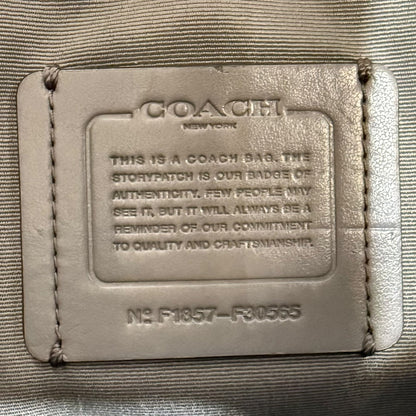 COACH
NEW YORK
THIS IS A COACH BAG. THE
STORYPATCH IS OUR BADGE OF
AUTHENTICITY. FEW PEOPLE MAY
SEE IT, BUT IT WILL ALWAYS BE A
REMINDER OF OUR COMMITMENT
TO QUALITY AND CRAFTSMANSHIP.
Nº F1857-F30565